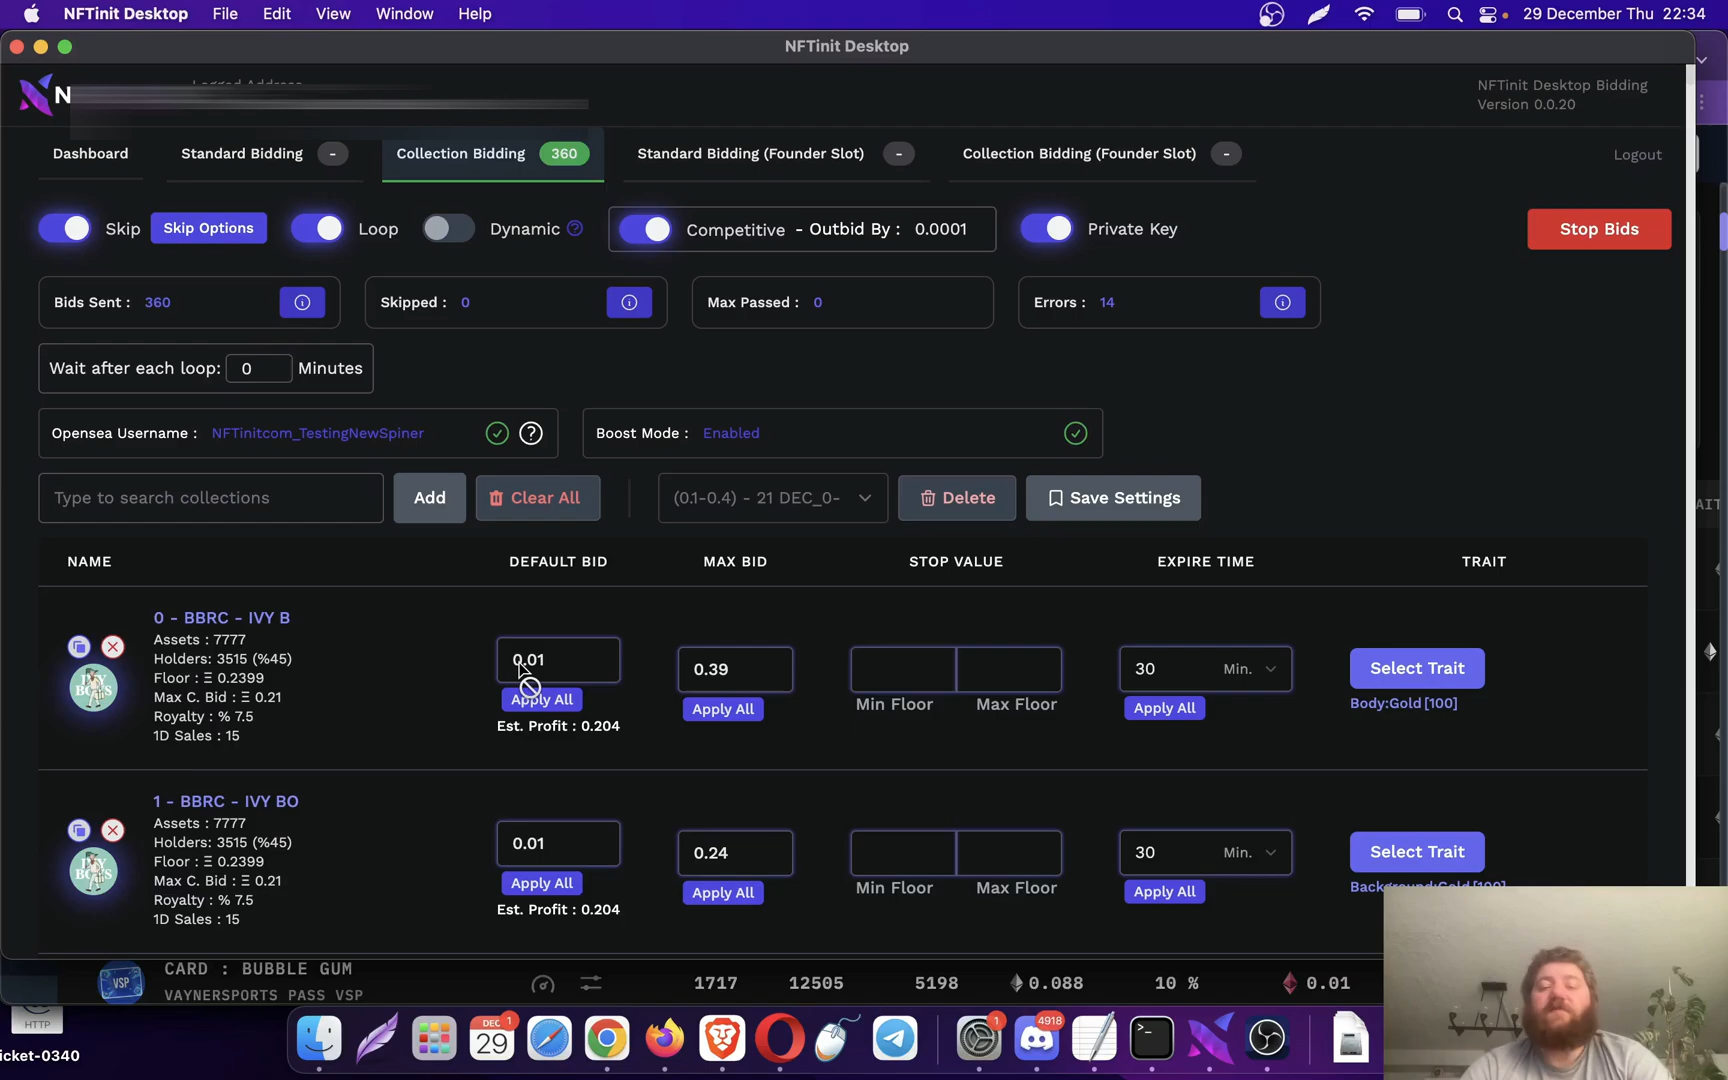 NFTinit Desktop File Edit View Window Help 29 December Thu 22:34
NFTinit Desktop
N
Logged Address
NFTinit Desktop Bidding
Version 0.0.20
Dashboard Standard Bidding - Collection Bidding 360 Standard Bidding (Founder Slot) - Collection Bidding (Founder Slot) - Logout
Skip Skip Options Loop Dynamic ? Competitive - Outbid By : 0.0001 Private Key Stop Bids
Bids Sent : 360 Skipped : 0 Max Passed : 0 Errors : 14
Wait after each loop: 0 Minutes
Opensea Username : NFTinitcom_TestingNewSpiner ? Boost Mode : Enabled
Type to search collections Add Clear All (0.1-0.4) - 21 DEC_0- Delete Save Settings
NAME DEFAULT BID MAX BID STOP VALUE EXPIRE TIME TRAIT
0 - BBRC - IVY B
Assets : 7777
Holders: 3515 (%45)
Floor : Ξ 0.2399
Max C. Bid : Ξ 0.21
Royalty : % 7.5
1D Sales : 15
0.01
Apply All
Est. Profit : 0.204
0.39
Apply All
Min Floor Max Floor
30 Min.
Apply All
Select Trait
Body:Gold [100]
1 - BBRC - IVY BO
Assets : 7777
Holders: 3515 (%45)
Floor : Ξ 0.2399
Max C. Bid : Ξ 0.21
Royalty : % 7.5
1D Sales : 15
0.01
Apply All
Est. Profit : 0.204
0.24
Apply All
Min Floor Max Floor
30 Min.
Apply All
Select Trait
Background:Gold [100]
VSP
CARD : BUBBLE GUM
VAYNERSPORTS PASS VSP
1717 12505 5198 0.088 10 % 0.01
HTTP
icket-0340
DEC 1
29
1
4918